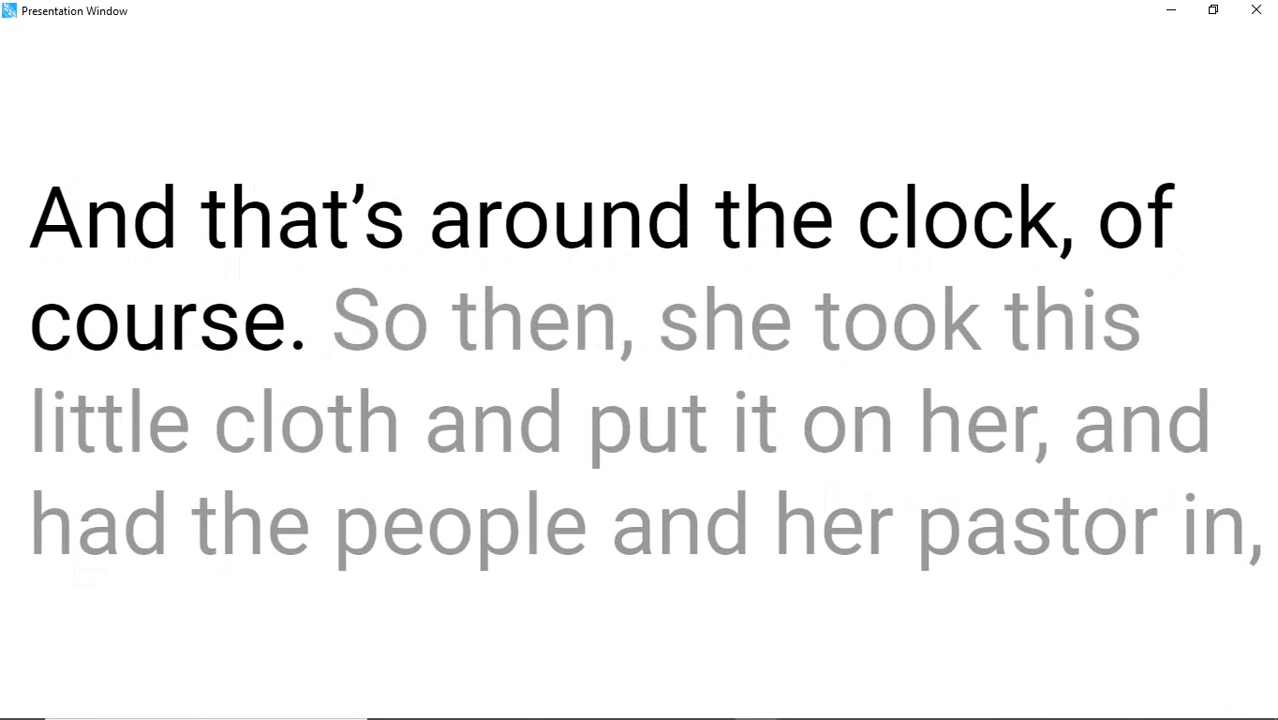 Presentation Window
And that’s around the clock, of
course. So then, she took this
little cloth and put it on her, and
had the people and her pastor in,